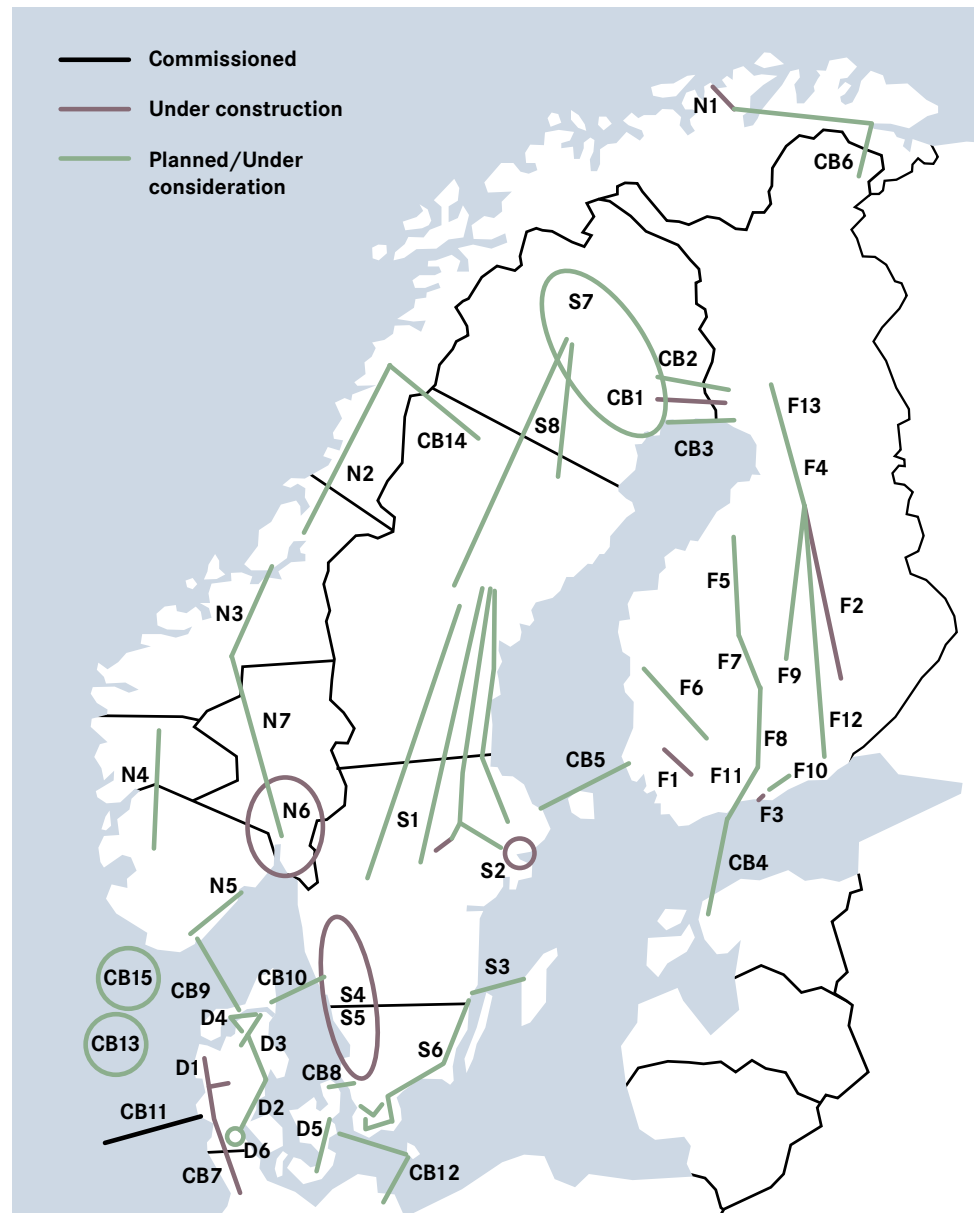 Commissioned
Under construction
Planned/Under
consideration
N1
CB6
S7
CB2
CB1
F13
S8
CB14
CB3
F4
N2
F5
N3
F2
F7
F9
F6
N7
F12
F8
CB5
N4
F11
F10
F1
N6
S1
F3
S2
CB4
N5
CB15
CB10
S3
CB9
S4
D4
S5
CB13
D3
S6
D1
CB8
CB11
D2
D5
D6
CB7
CB12